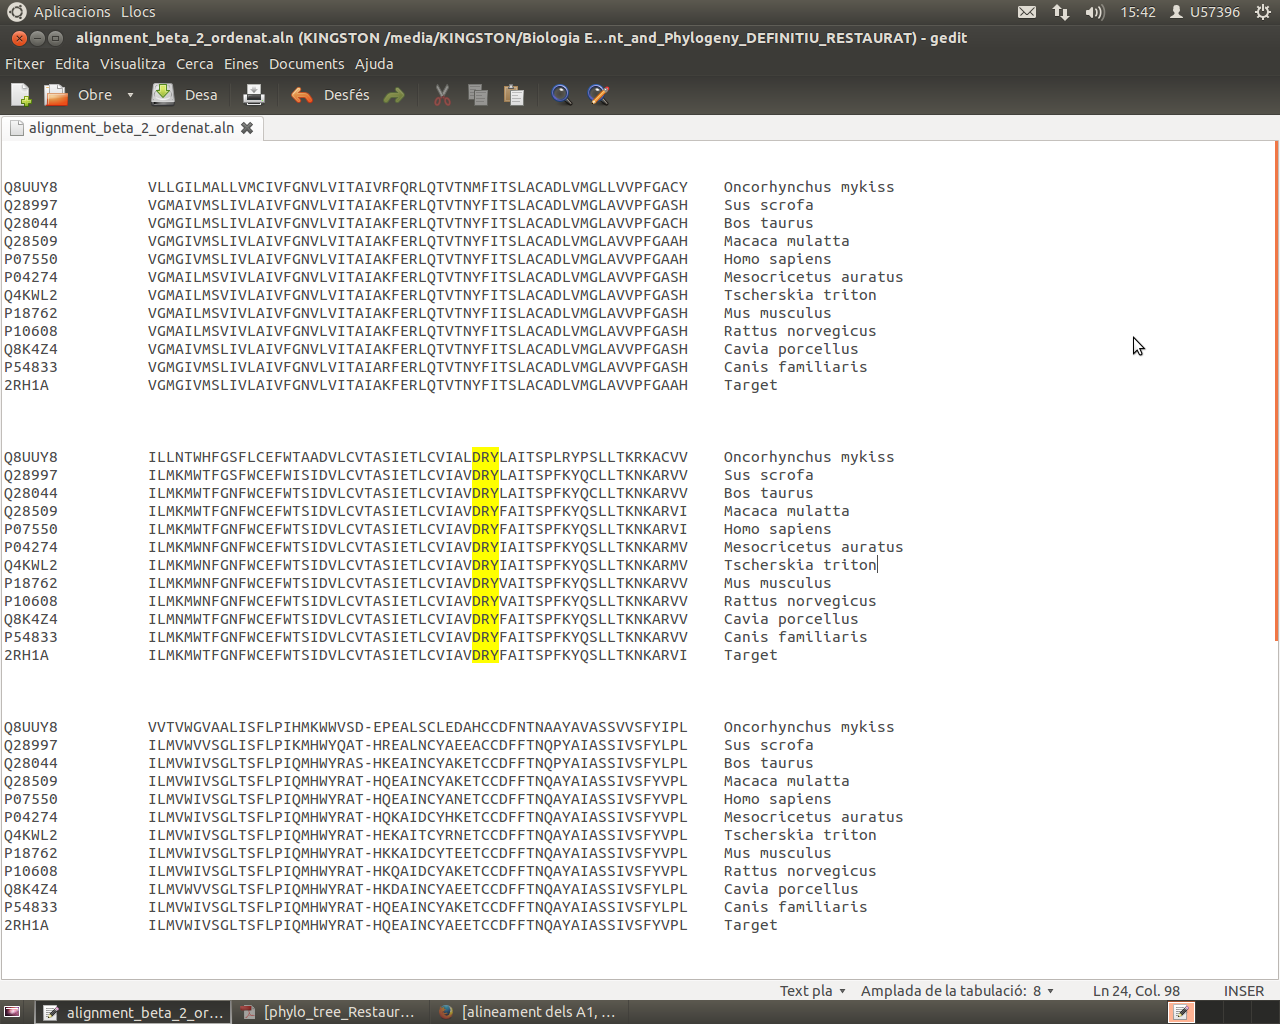 Aplicacions Llocs 15:42 U57396
alignment_beta_2_ordenat.aln (KINGSTON /media/KINGSTON/Biologia E...nt_and_Phylogeny_DEFINITIU_RESTAURAT) - gedit
Fitxer Edita Visualitza Cerca Eines Documents Ajuda
Obre Desa Desfés
alignment_beta_2_ordenat.aln
Q8UUY8 VLLGILMALLVMCIVFGNVLVITAIVRFQRLQTVTNMFITSLACADLVMGLLVVPFGACY Oncorhynchus mykiss
Q28997 VGMAIVMSLIVLAIVFGNVLVITAIAKFERLQTVTNYFITSLACADLVMGLAVVPFGASH Sus scrofa
Q28044 VGMGILMSLIVLAIVFGNVLVITAIAKFERLQTVTNYFITSLACADLVMGLAVVPFGACH Bos taurus
Q28509 VGMGIVMSLIVLAIVFGNVLVITAIAKFERLQTVTNYFITSLACADLVMGLAVVPFGAAH Macaca mulatta
P07550 VGMGIVMSLIVLAIVFGNVLVITAIAKFERLQTVTNYFITSLACADLVMGLAVVPFGAAH Homo sapiens
P04274 VGMAILMSVIVLAIVFGNVLVITAIAKFERLQTVTNYFITSLACADLVMGLAVVPFGASH Mesocricetus auratus
Q4KWL2 VGMAILMSVIVLAIVFGNVLVITAIAKFERLQTVTNYFITSLACADLVMGLAVVPFGASH Tscherskia triton
P18762 VGMAILMSVIVLAIVFGNVLVITAIAKFERLQTVTNYFIISLACADLVMGLAVVPFGASH Mus musculus
P10608 VGMAILMSVIVLAIVFGNVLVITAIAKFERLQTVTNYFITSLACADLVMGLAVVPFGASH Rattus norvegicus
Q8K4Z4 VGMAIVMSLIVLAIVFGNVLVITAIAKFERLQTVTNYFITSLACADLVMGLAVVPFGASH Cavia porcellus
P54833 VGMGIVMSLIVLAIVFGNVLVITAIARFERLQTVTNYFITSLACADLVMGLAVVPFGASH Canis familiaris
2RH1A VGMGIVMSLIVLAIVFGNVLVITAIAKFERLQTVTNYFITSLACADLVMGLAVVPFGAAH Target
Q8UUY8 ILLNTWHFGSFLCEFWTAADVLCVTASIETLCVIALDRYLAITSPLRYPSLLTKRKACVV Oncorhynchus mykiss
Q28997 ILMKMWTFGSFWCEFWISIDVLCVTASIETLCVIAVDRYLAITSPFKYQCLLTKNKARVV Sus scrofa
Q28044 ILMKMWTFGNFWCEFWTSIDVLCVTASIETLCVIAVDRYLAITSPFKYQCLLTKNKARVV Bos taurus
Q28509 ILMKMWTFGNFWCEFWTSIDVLCVTASIETLCVIAVDRYFAITSPFKYQSLLTKNKARVI Macaca mulatta
P07550 ILMKMWTFGNFWCEFWTSIDVLCVTASIETLCVIAVDRYFAITSPFKYQSLLTKNKARVI Homo sapiens
P04274 ILMKMWNFGNFWCEFWTSIDVLCVTASIETLCVIAVDRYIAITSPFKYQSLLTKNKARMV Mesocricetus auratus
Q4KWL2 ILMKMWNFGNFWCEFWTSIDVLCVTASIETLCVIAVDRYIAITSPFKYQSLLTKNKARMV Tscherskia triton
P18762 ILMKMWNFGNFWCEFWTSIDVLCVTASIETLCVIAVDRYVAITSPFKYQSLLTKNKARVV Mus musculus
P10608 ILMKMWNFGNFWCEFWTSIDVLCVTASIETLCVIAVDRYVAITSPFKYQSLLTKNKARVV Rattus norvegicus
Q8K4Z4 ILMNMWTFGNFWCEFWTSIDVLCVTASIETLCVIAVDRYFAITSPFKYQSLLTKNKARVV Cavia porcellus
P54833 ILMKMWTFGNFWCEFWTSIDVLCVTASIETLCVIAVDRYFAITSPFKYQSLLTKNKARVV Canis familiaris
2RH1A ILMKMWTFGNFWCEFWTSIDVLCVTASIETLCVIAVDRYFAITSPFKYQSLLTKNKARVI Target
Q8UUY8 VVTVWGVAALISFLPIHMKWWVSD-EPEALSCLEDAHCCDFNTNAAYAVASSVVSFYIPL Oncorhynchus mykiss
Q28997 ILMVWVVSGLTSFLPIKMHWYQAT-HREALNCYAEEACCDFFTNQPYAIASSIVSFYLPL Sus scrofa
Q28044 ILMVWIVSGLTSFLPIQMHWYRAS-HKEAINCYAKETCCDFFTNQPYAIASSIVSFYLPL Bos taurus
Q28509 ILMVWIVSGLTSFLPIQMHWYRAT-HQEAINCYAKETCCDFFTNQAYAIASSIVSFYVPL Macaca mulatta
P07550 ILMVWIVSGLTSFLPIQMHWYRAT-HQEAINCYANETCCDFFTNQAYAIASSIVSFYVPL Homo sapiens
P04274 ILMVWIVSGLTSFLPIQMHWYRAT-HQKAIDCYHKETCCDFFTNQAYAIASSIVSFYVPL Mesocricetus auratus
Q4KWL2 ILMVWIVSGLTSFLPIQMHWYRAT-HEKAITCYRNETCCDFFTNQAYAIASSIVSFYVPL Tscherskia triton
P18762 ILMVWIVSGLTSFLPIQMHWYRAT-HKKAIDCYTEETCCDFFTNQAYAIASSIVSFYVPL Mus musculus
P10608 ILMVWIVSGLTSFLPIQMHWYRAT-HKQAIDCYAKETCCDFFTNQAYAIASSIVSFYVPL Rattus norvegicus
Q8K4Z4 ILMVWVVSGLTSFLPIQMHWYRAT-HKDAINCYAEETCCDFFTNQAYAIASSIVSFYLPL Cavia porcellus
P54833 ILMVWIVSGLTSFLPIQMHWYRAT-HQEAINCYAKETCCDFFTNQAYAIASSIVSFYLPL Canis familiaris
2RH1A ILMVWIVSGLTSFLPIQMHWYRAT-HQEAINCYAEETCCDFFTNQAYAIASSIVSFYVPL Target
Text pla Amplada de la tabulació: 8 Ln 24, Col. 98 INSER
alignment_beta_2_or... [phylo_tree_Restaur... [alineament dels A1, ...